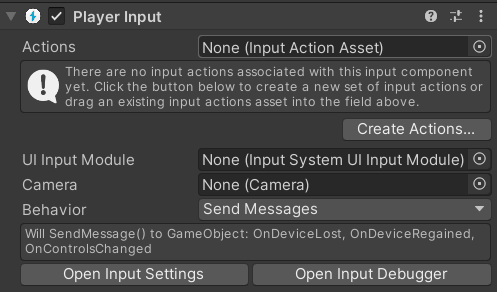 Player Input
Actions
None (Input Action Asset)
There are no input actions associated with this input component
yet. Click the button below to create a new set of input actions or
drag an existing input actions asset into the field above.
Create Actions...
UI Input Module
None (Input System UI Input Module)
Camera
None (Camera)
Behavior
Send Messages
Will SendMessage() to GameObject: OnDeviceLost, OnDeviceRegained,
OnControlsChanged
Open Input Settings
Open Input Debugger